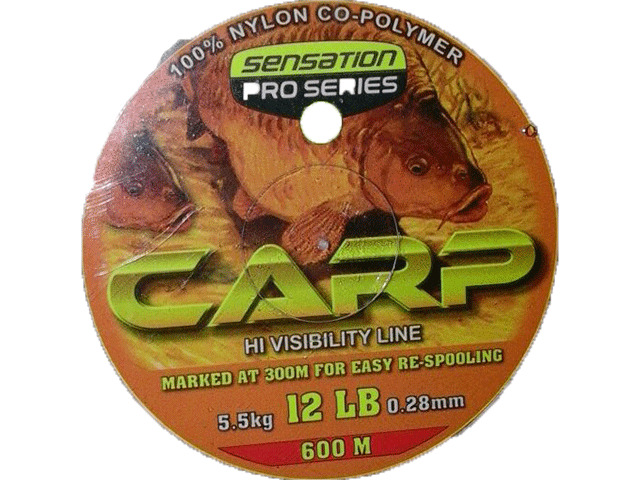 100% NYLON CO-POLYMER
SENSATION
PRO SERIES
CARP
HI VISIBILITY LINE
MARKED AT 300M FOR EASY RE-SPOOLING
5.5kg 12 LB 0.28mm
600 M